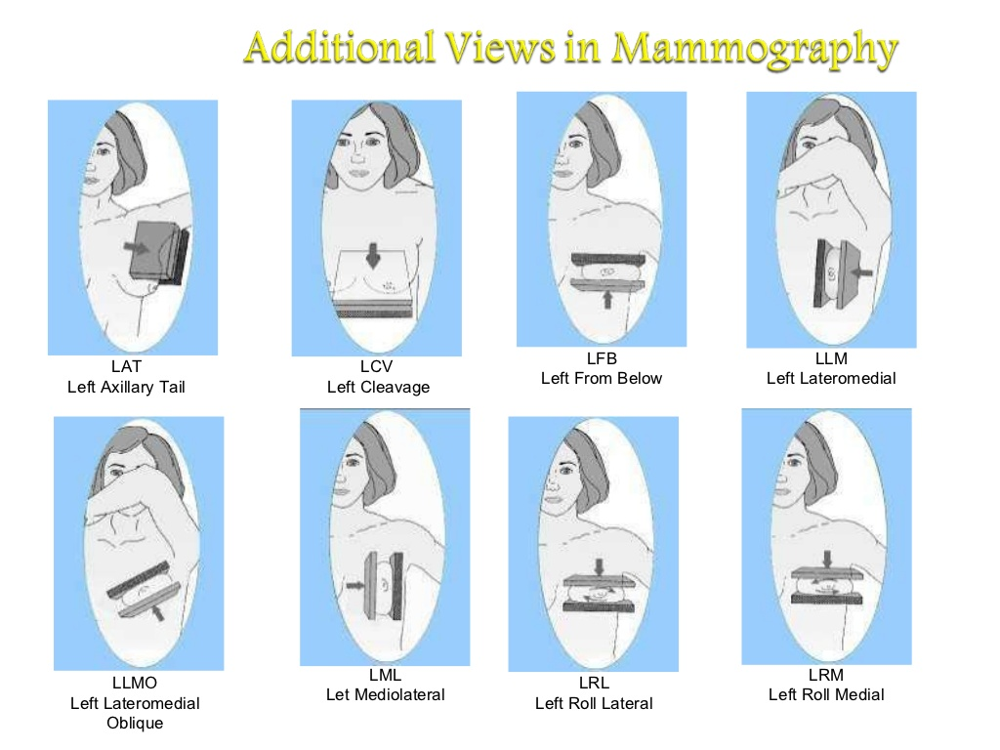 Additional Views in Mammography
LAT
Left Axillary Tail
LCV
Left Cleavage
LFB
Left From Below
LLM
Left Lateromedial
LLMO
Left Lateromedial
Oblique
LML
Let Mediolateral
LRL
Left Roll Lateral
LRM
Left Roll Medial